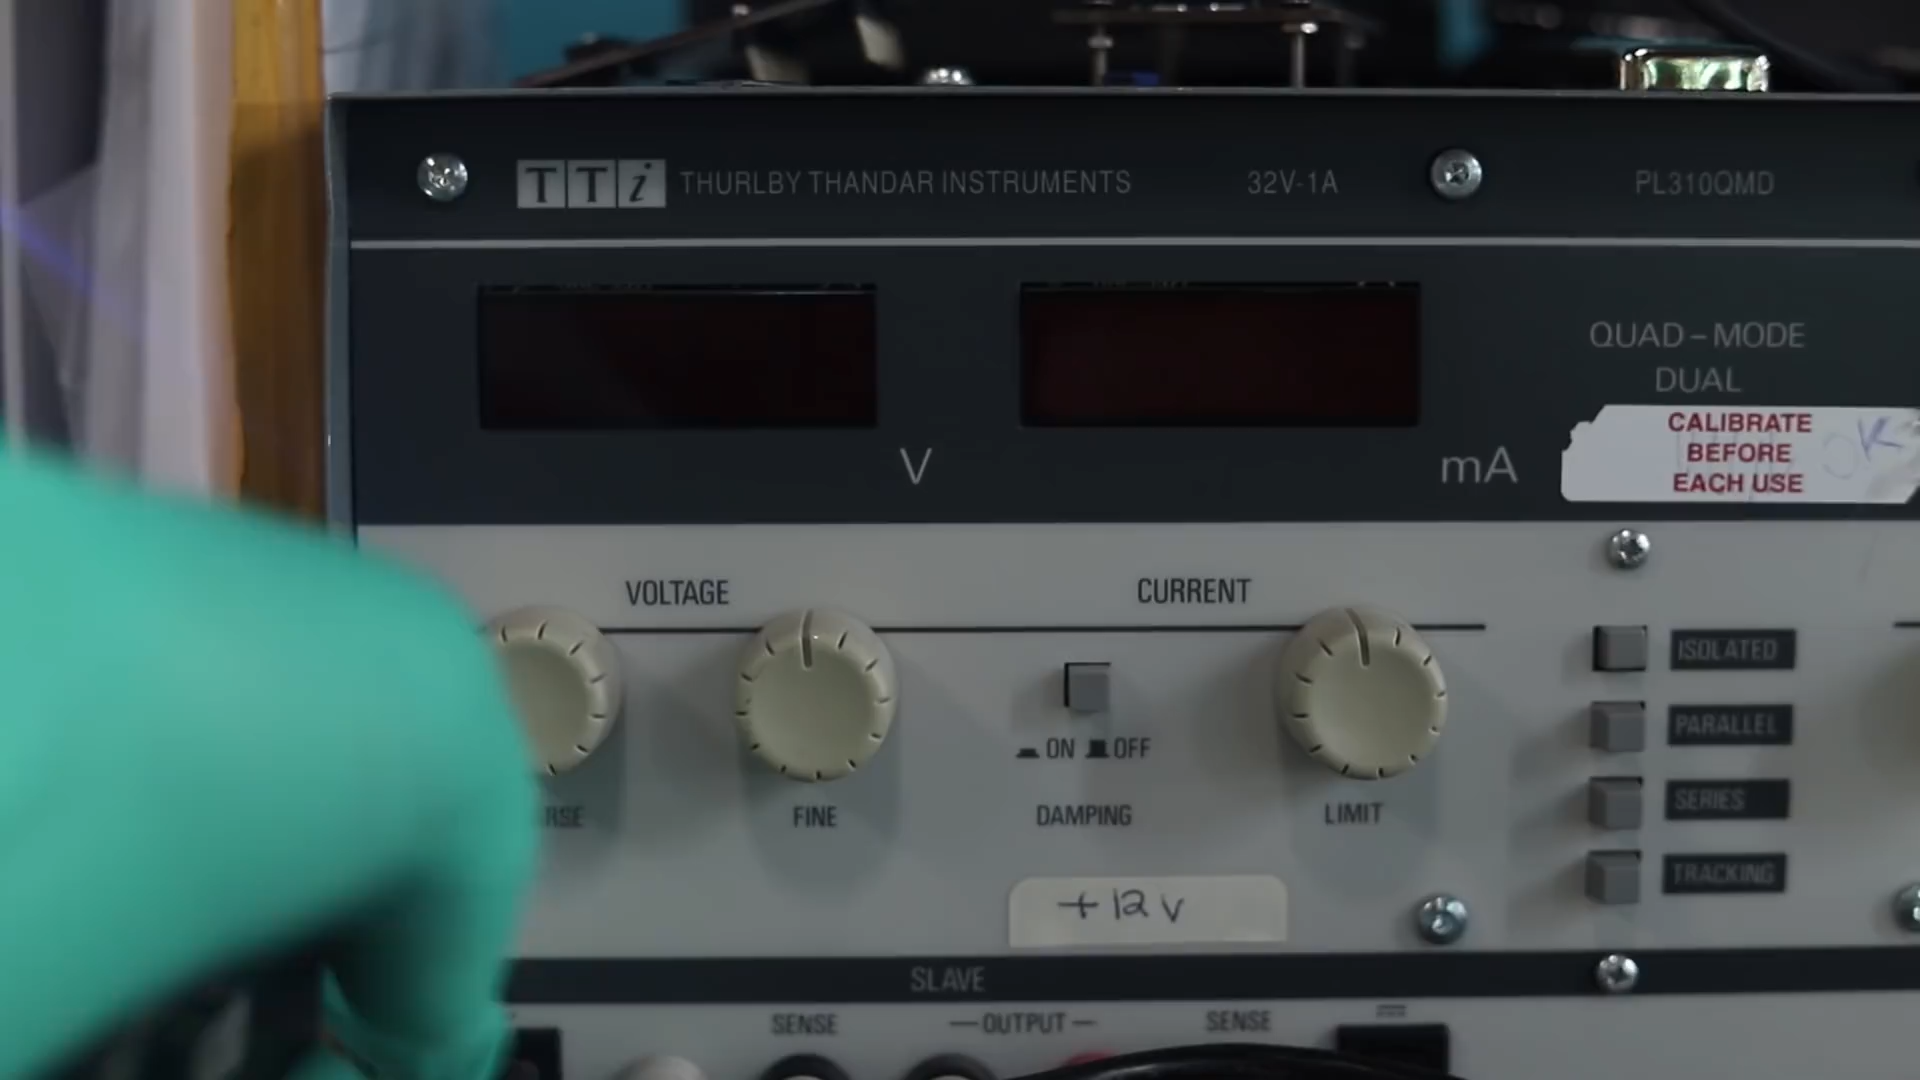 TTi THURLBY THANDAR INSTRUMENTS 32V-1A PL310QMD
QUAD – MODE
DUAL
V mA
CALIBRATE
BEFORE
EACH USE
OK
VOLTAGE CURRENT
ISOLATED
PARALLEL
ON OFF
SERIES
FINE DAMPING LIMIT
TRACKING
+12V
SLAVE
SENSE OUTPUT SENSE